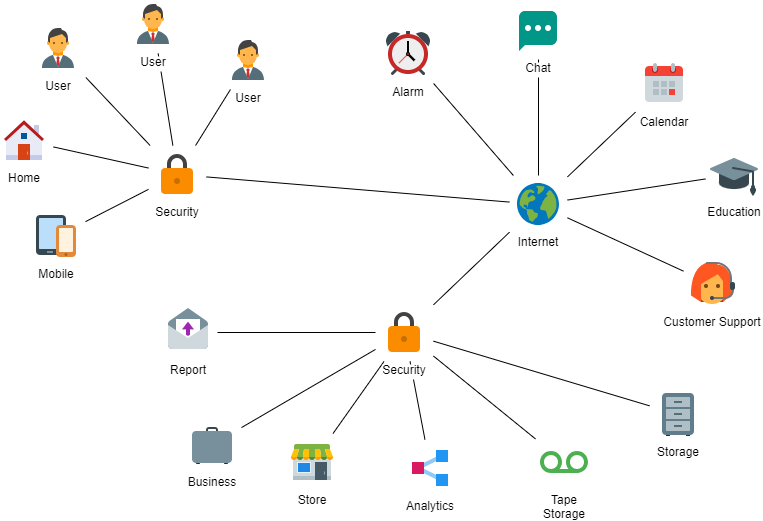 User
User
User
Alarm
Chat
Calendar
Home
Security
Education
Mobile
Internet
Customer Support
Report
Security
Business
Store
Analytics
Tape
Storage
Storage